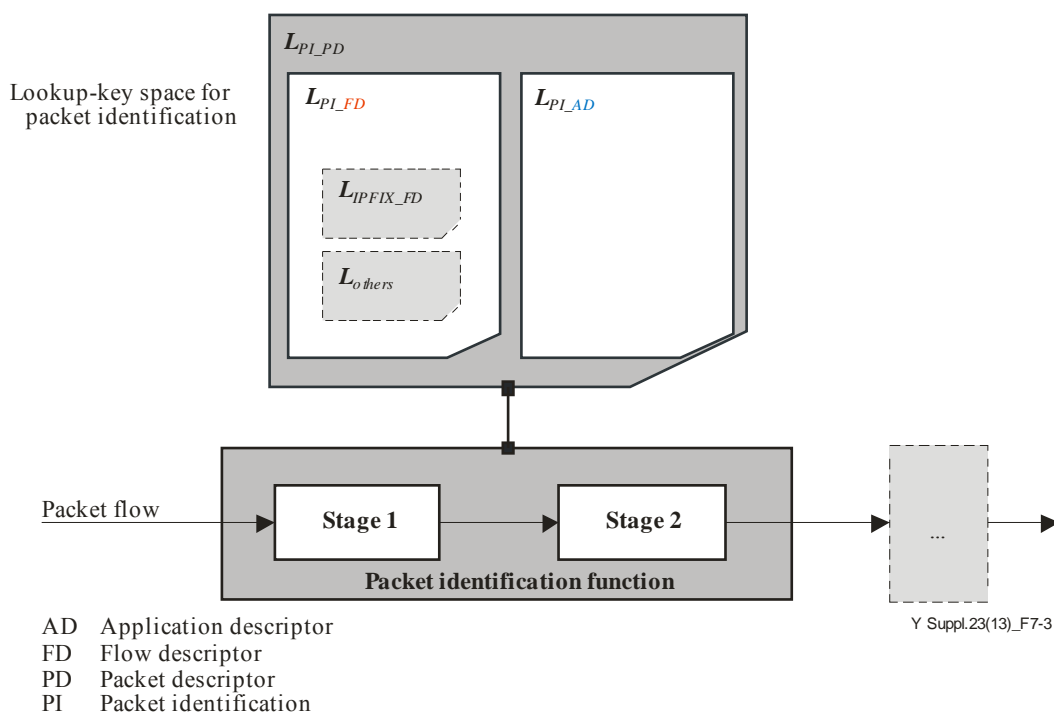 L_PI_PD
Lookup-key space for
packet identification
L_PI_FD
L_PI_AD
L_IPFIX_FD
L_others
Packet flow
Stage 1
Stage 2
...
Packet identification function
Y Suppl.23(13)_F7-3
AD Application descriptor
FD Flow descriptor
PD Packet descriptor
PI Packet identification